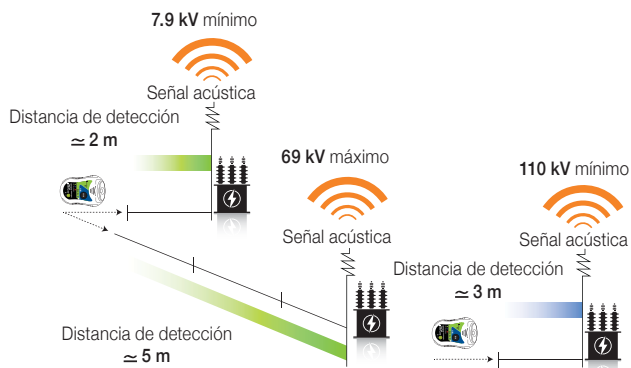 7.9 kV mínimo
Señal acústica
Distancia de detección
≃ 2 m
69 kV máximo
Señal acústica
Distancia de detección
≃ 5 m
110 kV mínimo
Señal acústica
Distancia de detección
≃ 3 m